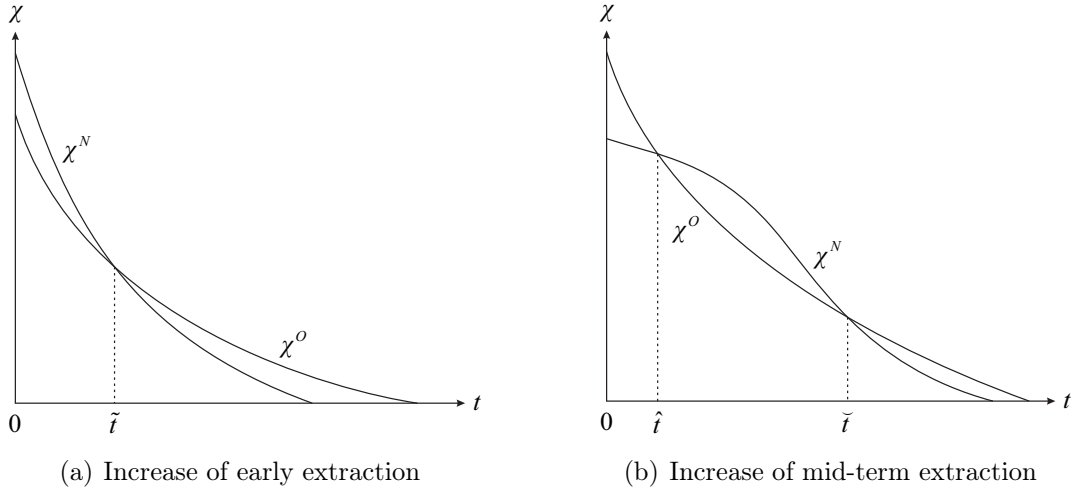 χ
χ^N
χ^O
0
t̃
t
(a) Increase of early extraction
χ
χ^O
χ^N
0
t̂
t̆
t
(b) Increase of mid-term extraction